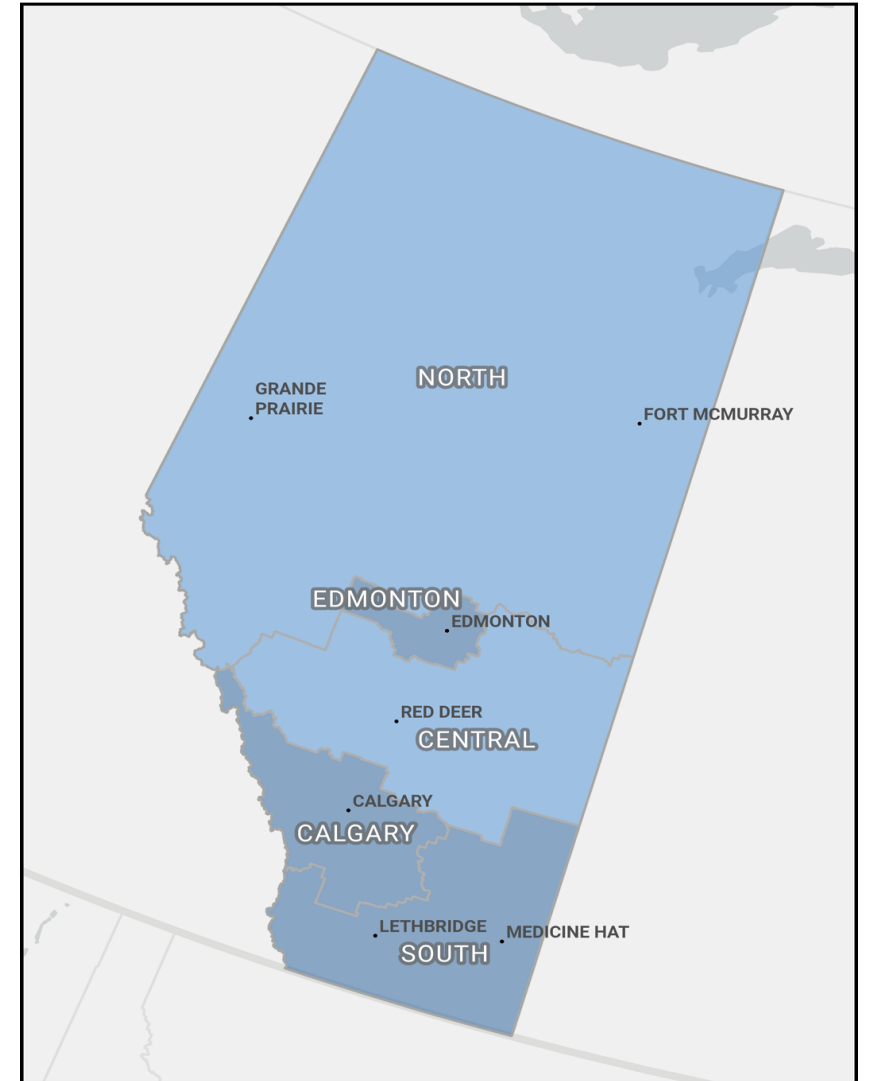 NORTH
GRANDE
PRAIRIE
FORT MCMURRAY
EDMONTON
EDMONTON
RED DEER
CENTRAL
CALGARY
CALGARY
LETHBRIDGE
MEDICINE HAT
SOUTH